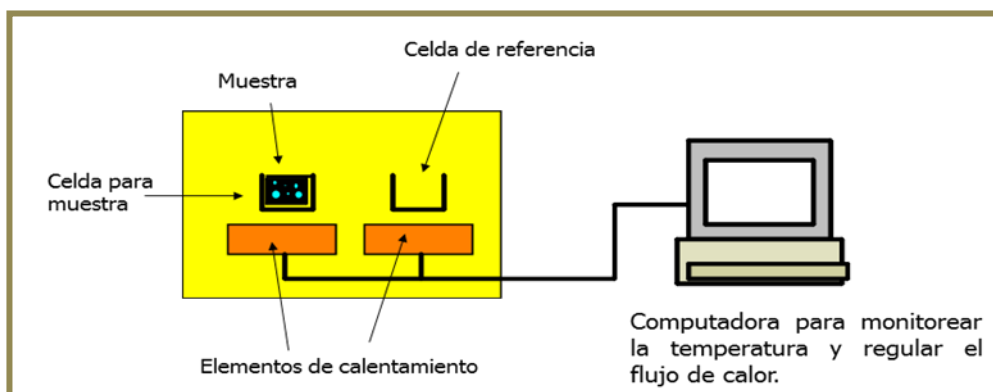 Celda de referencia
Muestra
Celda para
muestra
Elementos de calentamiento
Computadora para monitorear
la temperatura y regular el
flujo de calor.